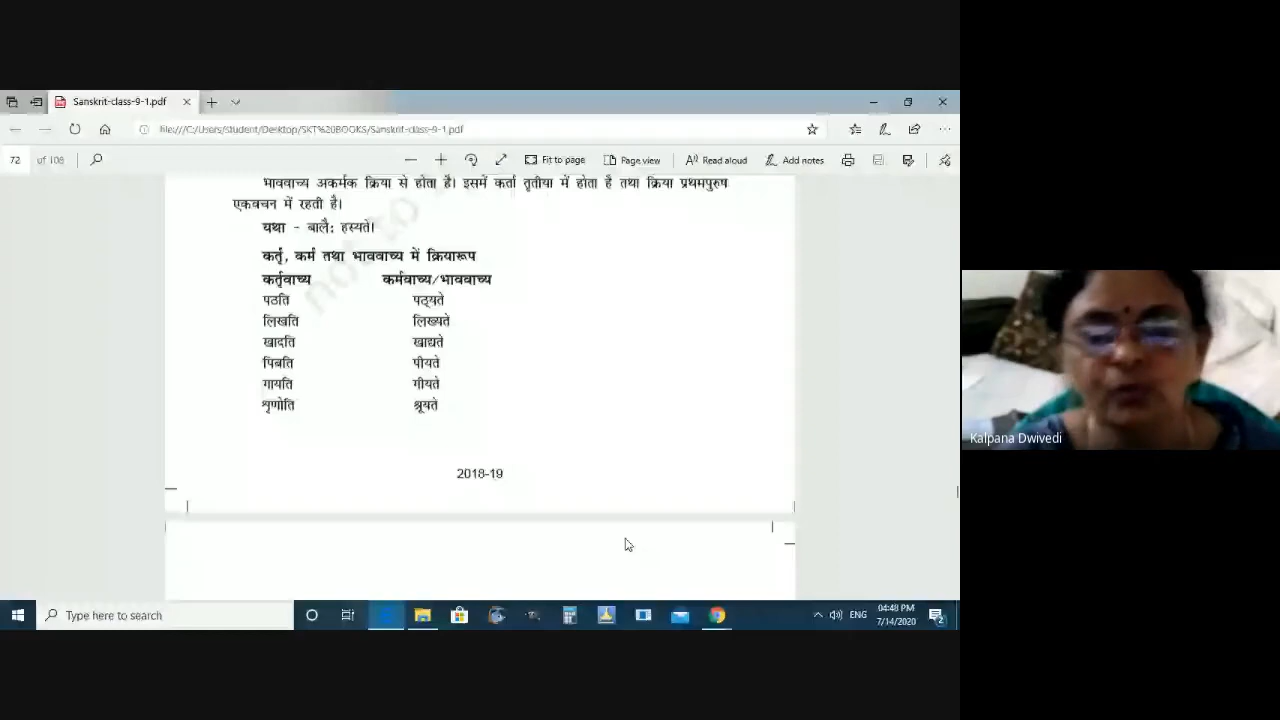 Sanskrit-class-9-1.pdf
file:///C:/Users/student/Desktop/SKT%20BOOKS/Sanskrit-class-9-1.pdf
72 of 108 Fit to page Page view Read aloud Add notes
भाववाच्य अकर्मक क्रिया से होता है। इसमें कर्ता तृतीया में होता है तथा क्रिया प्रथमपुरुष
एकवचन में रहती है।
यथा - बालै: हस्यते।
कर्तृ, कर्म तथा भाववाच्य में क्रियारूप
कर्तृवाच्य कर्मवाच्य/भाववाच्य
पठति पठ्यते
लिखति लिख्यते
खादति खाद्यते
पिबति पीयते
गायति गीयते
शृणोति श्रूयते
not to
2018-19
Kalpana Dwivedi
Type here to search
ENG
04:48 PM
7/14/2020
2